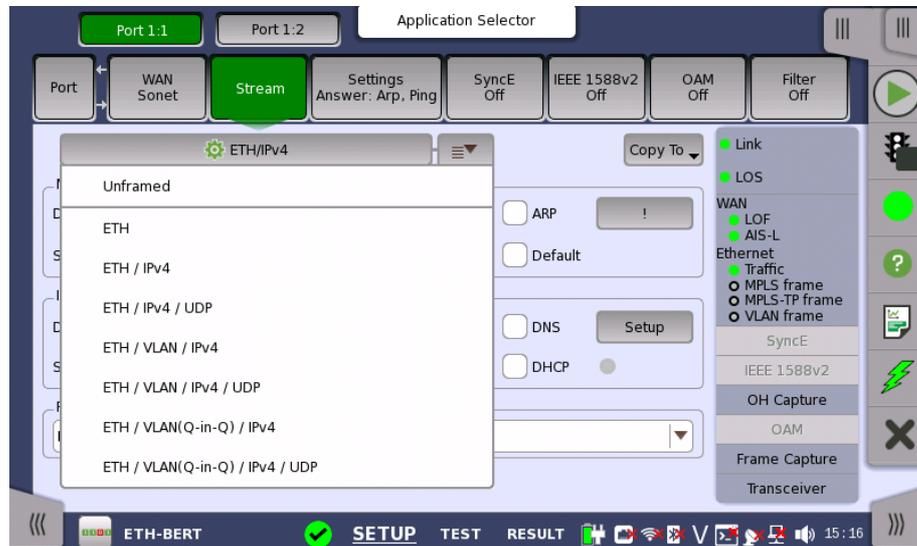 Application Selector
Port 1:1
Port 1:2
Port
WAN
Sonet
Stream
Settings
Answer: Arp, Ping
SyncE
Off
IEEE 1588v2
Off
OAM
Off
Filter
Off
ETH/IPv4
Copy To
Unframed
ETH
ETH / IPv4
ETH / IPv4 / UDP
ETH / VLAN / IPv4
ETH / VLAN / IPv4 / UDP
ETH / VLAN(Q-in-Q) / IPv4
ETH / VLAN(Q-in-Q) / IPv4 / UDP
ARP
!
Default
DNS
Setup
DHCP
Link
LOS
WAN
LOF
AIS-L
Ethernet
Traffic
MPLS frame
MPLS-TP frame
VLAN frame
SyncE
IEEE 1588v2
OH Capture
OAM
Frame Capture
Transceiver
?
ETH-BERT
SETUP
TEST
RESULT
V
15:16